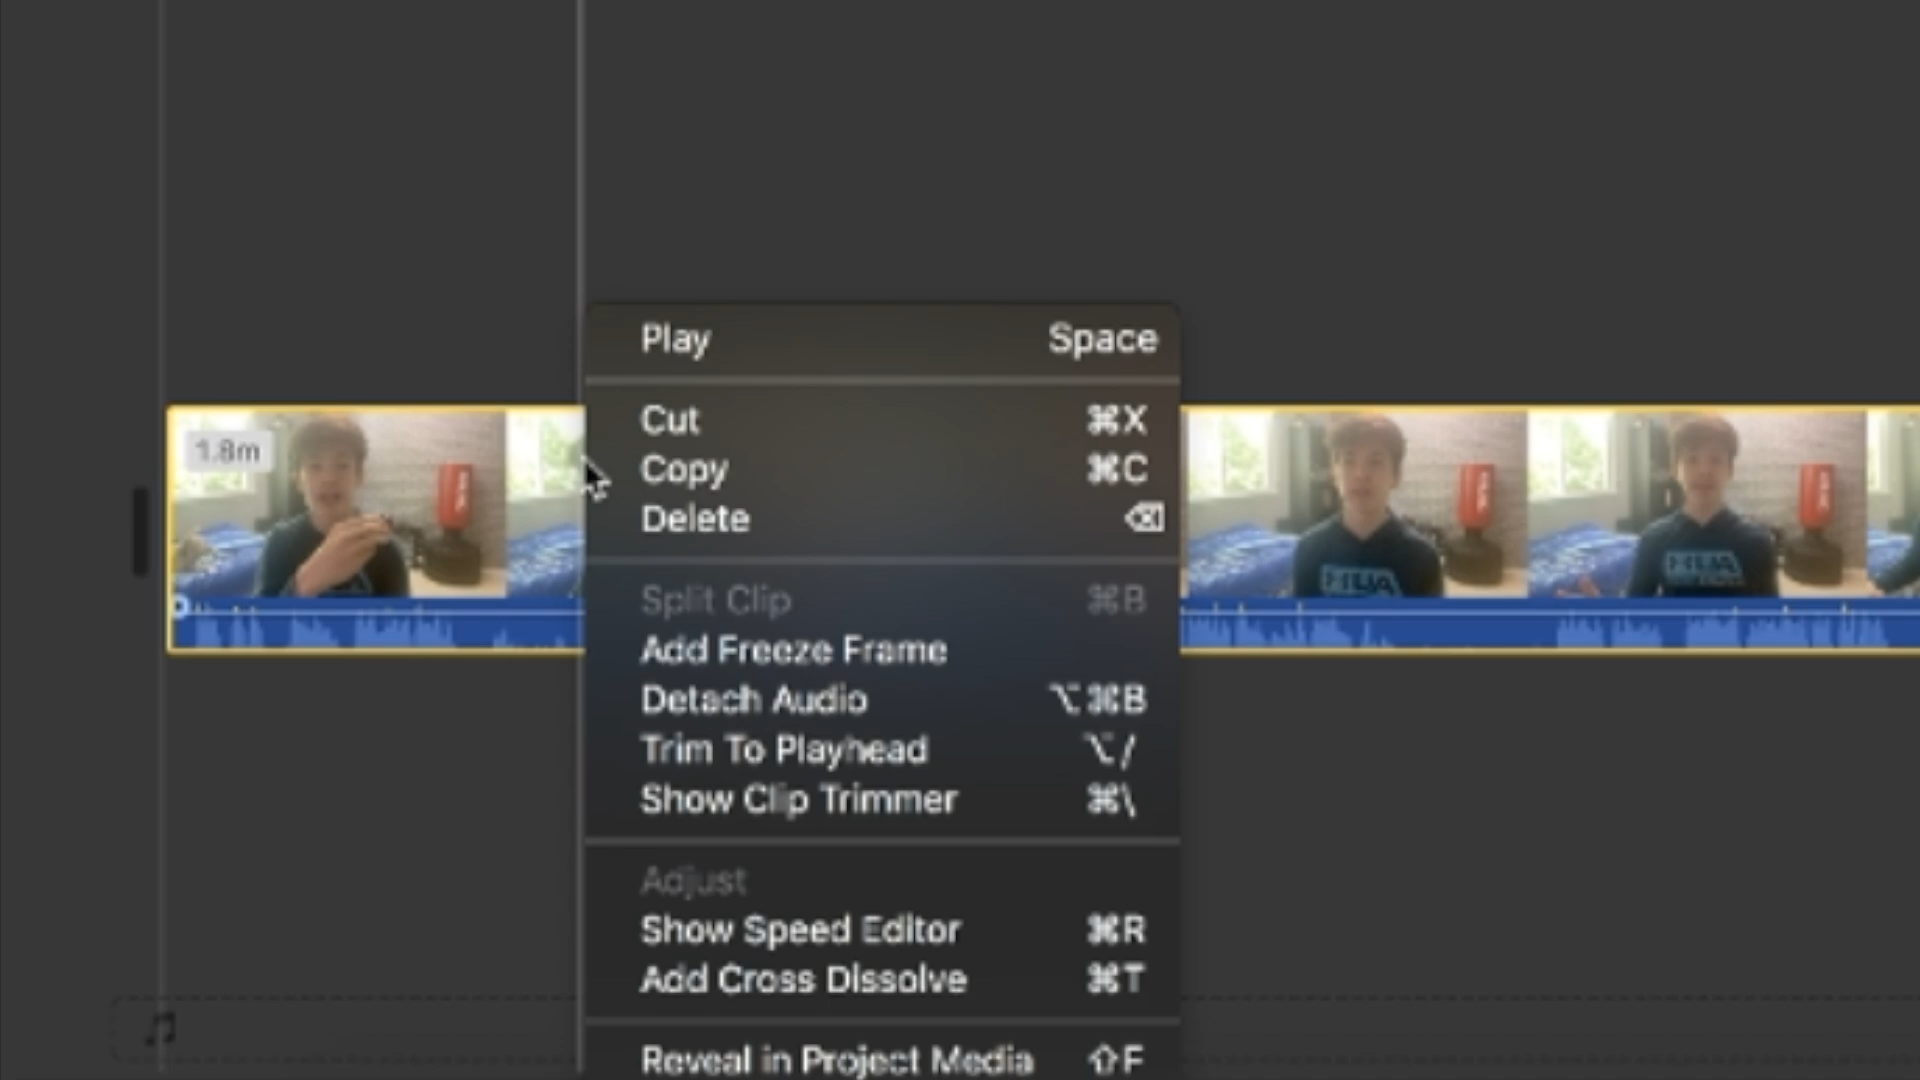 Play Space
1.8m
Cut ⌘X
Copy ⌘C
Delete ⌫
Split Clip ⌘B
Add Freeze Frame
Detach Audio ⌥⌘B
Trim To Playhead ⌥/
Show Clip Trimmer ⌘\
Adjust
Show Speed Editor ⌘R
Add Cross Dissolve ⌘T
Reveal in Project Media ⇧F